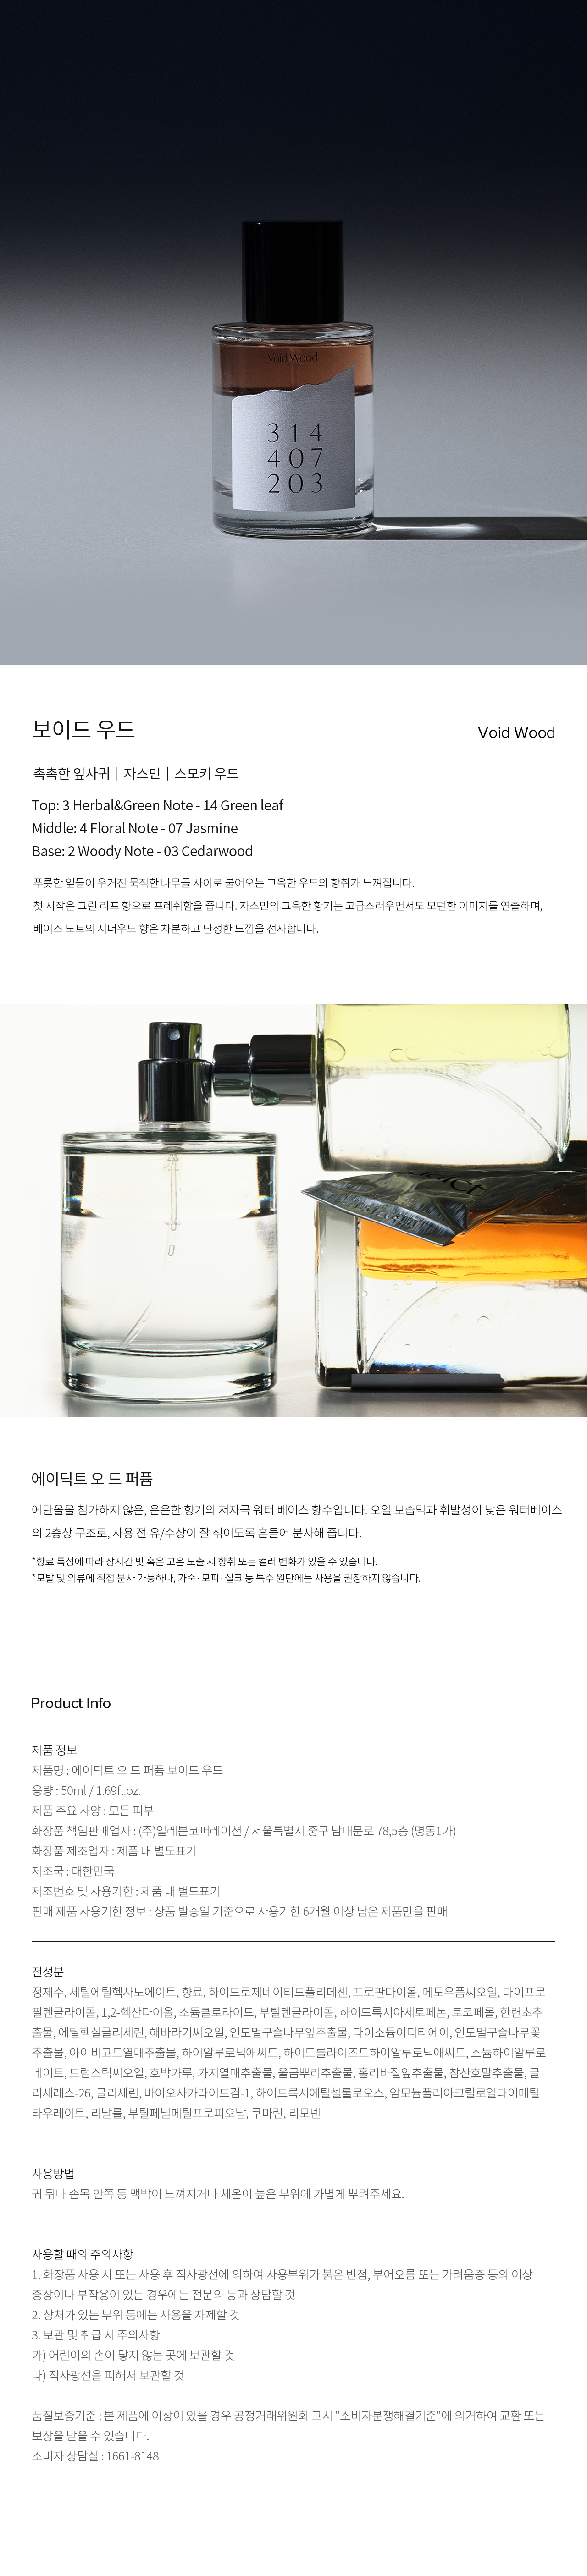 Void Wood
314
407
203
보이드 우드
Void Wood
촉촉한 잎사귀 | 자스민 | 스모키 우드
Top: 3 Herbal&Green Note - 14 Green leaf
Middle: 4 Floral Note - 07 Jasmine
Base: 2 Woody Note - 03 Cedarwood
푸릇한 잎들이 우거진 묵직한 나무들 사이로 불어오는 그윽한 우드의 향취가 느껴집니다.
첫 시작은 그린 리프 향으로 프레쉬함을 줍니다. 자스민의 그윽한 향기는 고급스러우면서도 모던한 이미지를 연출하며,
베이스 노트의 시더우드 향은 차분하고 단정한 느낌을 선사합니다.
에이딕트 오 드 퍼퓸
에탄올을 첨가하지 않은, 은은한 향기의 저자극 워터 베이스 향수입니다. 오일 보습막과 휘발성이 낮은 워터베이스
의 2층상 구조로, 사용 전 유/수상이 잘 섞이도록 흔들어 분사해 줍니다.
*향료 특성에 따라 장시간 빛 혹은 고온 노출 시 향취 또는 컬러 변화가 있을 수 있습니다.
*모발 및 의류에 직접 분사 가능하나, 가죽·모피·실크 등 특수 원단에는 사용을 권장하지 않습니다.
Product Info
제품 정보
제품명 : 에이딕트 오 드 퍼퓸 보이드 우드
용량 : 50ml / 1.69fl.oz.
제품 주요 사양 : 모든 피부
화장품 책임판매업자 : (주)일레븐코퍼레이션 / 서울특별시 중구 남대문로 78,5층 (명동1가)
화장품 제조업자 : 제품 내 별도표기
제조국 : 대한민국
제조번호 및 사용기한 : 제품 내 별도표기
판매 제품 사용기한 정보 : 상품 발송일 기준으로 사용기한 6개월 이상 남은 제품만을 판매
전성분
정제수, 세틸에틸헥사노에이트, 향료, 하이드로제네이티드폴리데센, 프로판다이올, 메도우폼씨오일, 다이프로
필렌글라이콜, 1,2-헥산다이올, 소듐클로라이드, 부틸렌글라이콜, 하이드록시아세토페논, 토코페롤, 한련초추
출물, 에틸헥실글리세린, 해바라기씨오일, 인도멀구슬나무잎추출물, 다이소듐이디티에이, 인도멀구슬나무꽃
추출물, 아이비고드열매추출물, 하이알루로닉애씨드, 하이드롤라이즈드하이알루로닉애씨드, 소듐하이알루로
네이트, 드럼스틱씨오일, 호박가루, 가지열매추출물, 울금뿌리추출물, 홀리바질잎추출물, 참산호말추출물, 글
리세레스-26, 글리세린, 바이오사카라이드검-1, 하이드록시에틸셀룰로오스, 암모늄폴리아크릴로일다이메틸
타우레이트, 리날룰, 부틸페닐메틸프로피오날, 쿠마린, 리모넨
사용방법
귀 뒤나 손목 안쪽 등 맥박이 느껴지거나 체온이 높은 부위에 가볍게 뿌려주세요.
사용할 때의 주의사항
1. 화장품 사용 시 또는 사용 후 직사광선에 의하여 사용부위가 붉은 반점, 부어오름 또는 가려움증 등의 이상
증상이나 부작용이 있는 경우에는 전문의 등과 상담할 것
2. 상처가 있는 부위 등에는 사용을 자제할 것
3. 보관 및 취급 시 주의사항
가) 어린이의 손이 닿지 않는 곳에 보관할 것
나) 직사광선을 피해서 보관할 것
품질보증기준 : 본 제품에 이상이 있을 경우 공정거래위원회 고시 "소비자분쟁해결기준"에 의거하여 교환 또는
보상을 받을 수 있습니다.
소비자 상담실 : 1661-8148